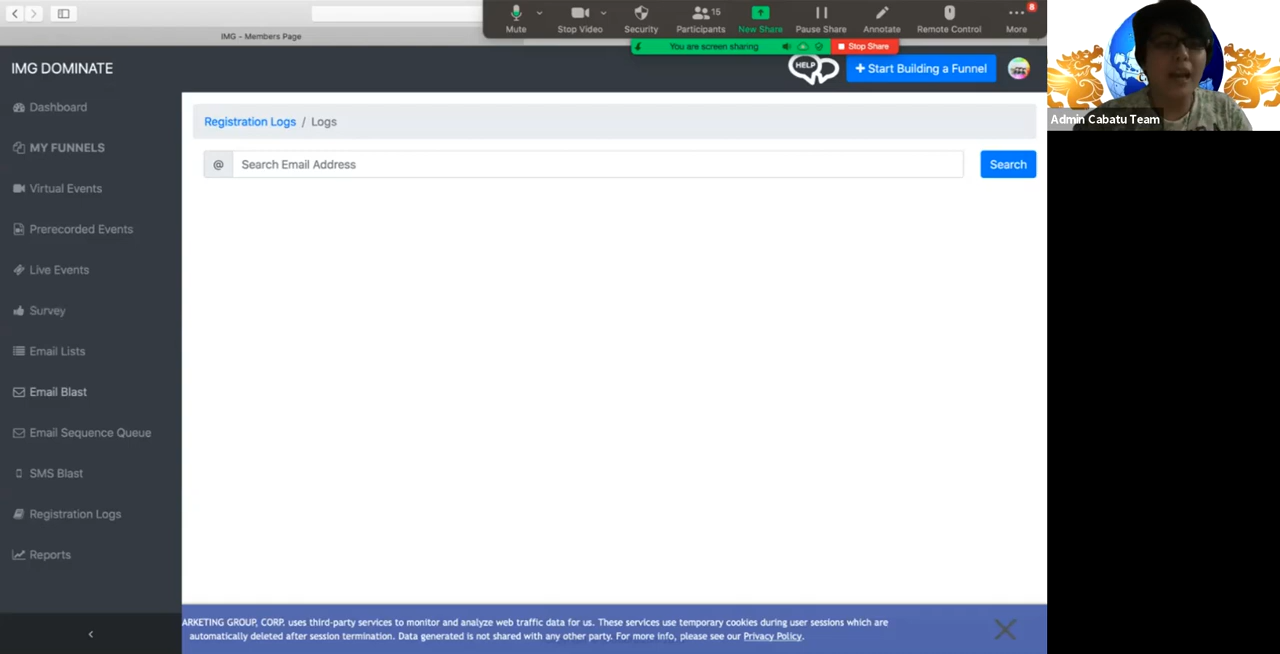 Mute
Stop Video
Security
15
Participants
New Share
Pause Share
Annotate
Remote Control
8
More
IMG - Members Page
You are screen sharing
Stop Share
IMG DOMINATE
HELP
+ Start Building a Funnel
Admin Cabatu Team
Dashboard
MY FUNNELS
Virtual Events
Prerecorded Events
Live Events
Survey
Email Lists
Email Blast
Email Sequence Queue
SMS Blast
Registration Logs
Reports
Registration Logs / Logs
@ Search Email Address
Search
ARKETING GROUP, CORP. uses third-party services to monitor and analyze web traffic data for us. These services use temporary cookies during user sessions which are
automatically deleted after session termination. Data generated is not shared with any other party. For more info, please see our Privacy Policy.